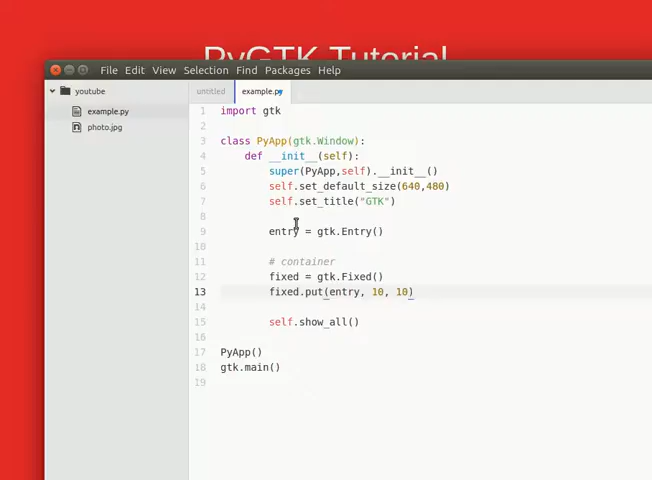 PyGTK Tutorial
File Edit View Selection Find Packages Help
youtube
untitled
example.py
example.py
photo.jpg
1 import gtk
2
3 class PyApp(gtk.Window):
4 def __init__(self):
5 super(PyApp,self).__init__()
6 self.set_default_size(640,480)
7 self.set_title("GTK")
8
9 entry = gtk.Entry()
10
11 # container
12 fixed = gtk.Fixed()
13 fixed.put(entry, 10, 10)
14
15 self.show_all()
16
17 PyApp()
18 gtk.main()
19